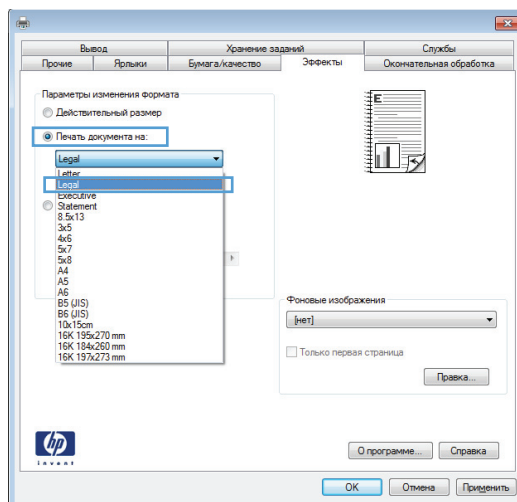 Вывод Хранение заданий Службы
Прочие Ярлыки Бумага/качество Эффекты Окончательная обработка
Параметры изменения формата
Действительный размер
Печать документа на:
Legal
Letter
Legal
Executive
Statement
8.5x13
3x5
4x6
5x7
5x8
A4
A5
A6
B5 (JIS)
B6 (JIS)
10x15cm
16K 195x270 mm
16K 184x260 mm
16K 197x273 mm
E
Фоновые изображения
[нет]
Только первая страница
Правка...
hp
invent
О программе... Справка
OK Отмена Применить